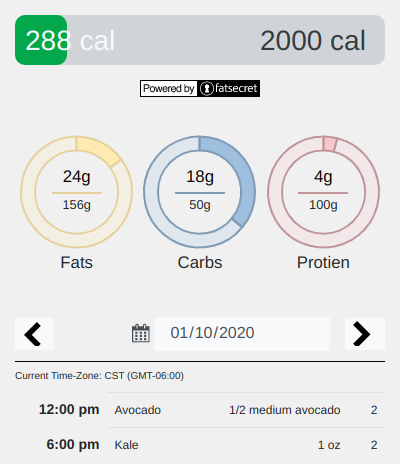 288 cal 2000 cal
Powered by fatsecret
24g 18g 4g
156g 50g 100g
Fats Carbs Protien
01/10/2020
Current Time-Zone: CST (GMT-06:00)
12:00 pm Avocado 1/2 medium avocado 2
6:00 pm Kale 1 oz 2